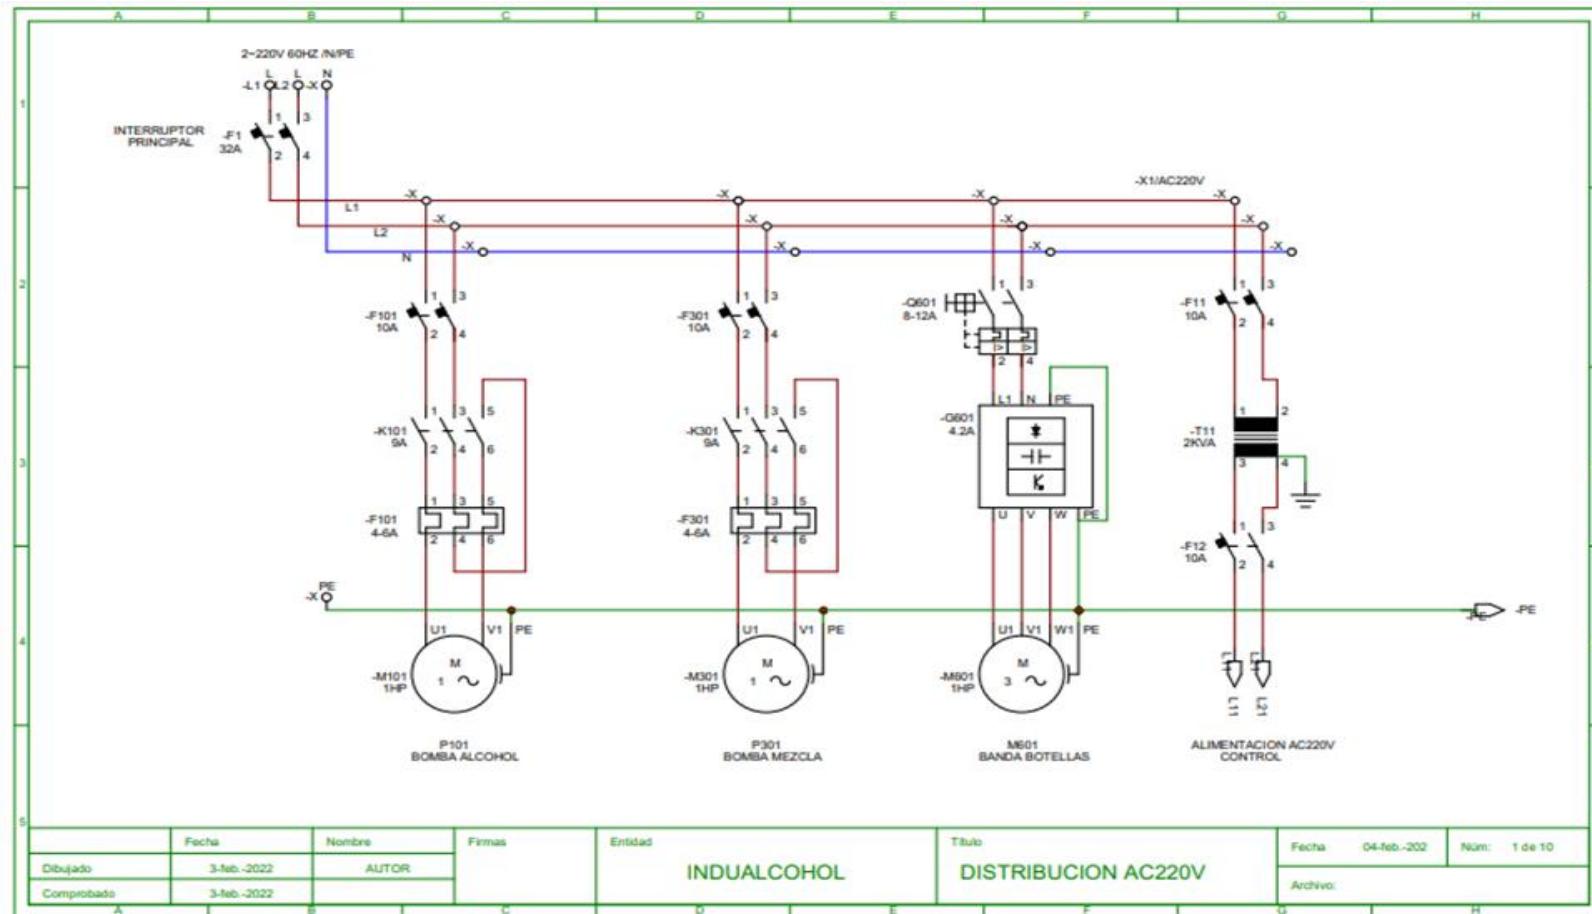 A B C D E F G H
1
2
3
4
5
2~220V 60HZ /N/PE
L L N
-L1 L2 -X
INTERRUPTOR
PRINCIPAL
-F1
32A
1 3
2 4
-X -X -X -X1/AC220V -X
L1
-X -X -X -X
L2
-X -X -X -X
N
-F101
10A
1 3
2 4
-F301
10A
1 3
2 4
-Q601
8-12A
1 3
2 4
-F11
10A
1 3
2 4
-K101
9A
1 3 5
2 4 6
-K301
9A
1 3 5
2 4 6
-G601
4.2A
L1 N PE
U V W PE
-T11
2KVA
1 2
3 4
-F101
4-6A
1 3 5
2 4 6
-F301
4-6A
1 3 5
2 4 6
-F12
10A
1 3
2 4
PE
-X
-PE -PE
U1 V1 PE
-M101
1HP
M
1
U1 V1 PE
-M301
1HP
M
1
U1 V1 W1 PE
-M601
1HP
M
3
L11 L21
L11 L21
P101
BOMBA ALCOHOL
P301
BOMBA MEZCLA
M601
BANDA BOTELLAS
ALIMENTACION AC220V
CONTROL
Fecha Nombre Firmas
Dibujado 3-feb.-2022 AUTOR
Comprobado 3-feb.-2022
Entidad
INDUALCOHOL
Título
DISTRIBUCION AC220V
Fecha 04-feb.-202 Núm: 1 de 10
Archivo:
A B C D E F G H